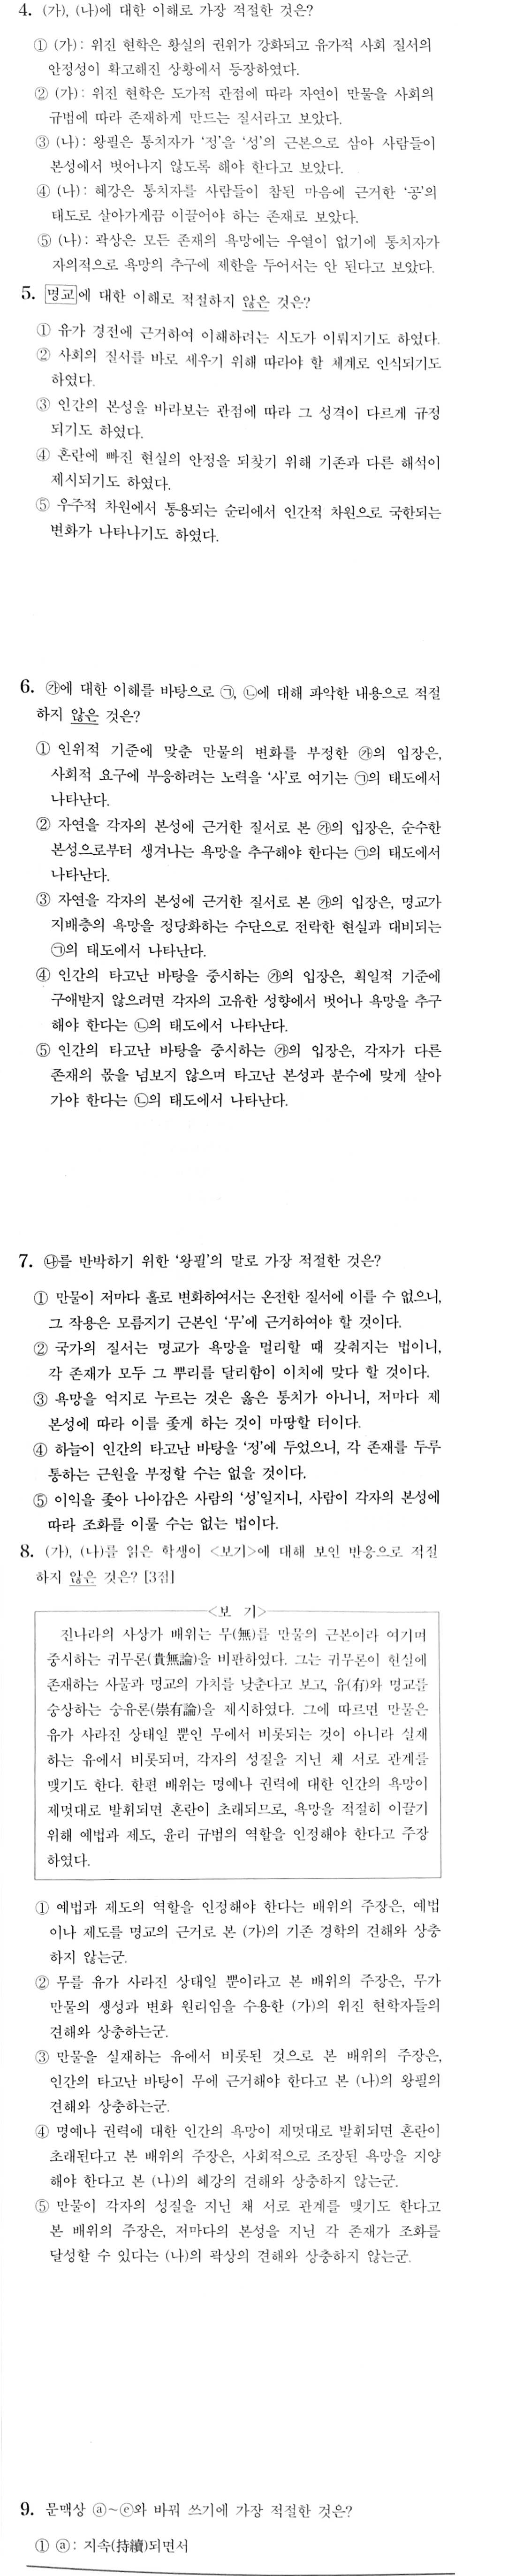 4. (가), (나)에 대한 이해로 가장 적절한 것은?
① (가): 위진 현학은 황실의 권위가 강화되고 유가적 사회 질서의
안정성이 확고해진 상황에서 등장하였다.
② (가): 위진 현학은 도가적 관점에 따라 자연이 만물을 사회의
규범에 따라 존재하게 만드는 질서라고 보았다.
③ (나): 왕필은 통치자가 ‘정’을 ‘성’의 근본으로 삼아 사람들이
본성에서 벗어나지 않도록 해야 한다고 보았다.
④ (나): 혜강은 통치자를 사람들이 참된 마음에 근거한 ‘공’의
태도로 살아가게끔 이끌어야 하는 존재로 보았다.
⑤ (나): 곽상은 모든 존재의 욕망에는 우열이 없기에 통치자가
자의적으로 욕망의 추구에 제한을 두어서는 안 된다고 보았다.
5. 명교에 대한 이해로 적절하지 않은 것은?
① 유가 경전에 근거하여 이해하려는 시도가 이뤄지기도 하였다.
② 사회의 질서를 바로 세우기 위해 따라야 할 체계로 인식되기도
하였다.
③ 인간의 본성을 바라보는 관점에 따라 그 성격이 다르게 규정
되기도 하였다.
④ 혼란에 빠진 현실의 안정을 되찾기 위해 기존과 다른 해석이
제시되기도 하였다.
⑤ 우주적 차원에서 통용되는 순리에서 인간적 차원으로 국한되는
변화가 나타나기도 하였다.
6. ㉮에 대한 이해를 바탕으로 ㉠, ㉡에 대해 파악한 내용으로 적절
하지 않은 것은?
① 인위적 기준에 맞춘 만물의 변화를 부정한 ㉮의 입장은,
사회적 요구에 부응하려는 노력을 ‘사’로 여기는 ㉠의 태도에서
나타난다.
② 자연을 각자의 본성에 근거한 질서로 본 ㉮의 입장은, 순수한
본성으로부터 생겨나는 욕망을 추구해야 한다는 ㉠의 태도에서
나타난다.
③ 자연을 각자의 본성에 근거한 질서로 본 ㉮의 입장은, 명교가
지배층의 욕망을 정당화하는 수단으로 전락한 현실과 대비되는
㉠의 태도에서 나타난다.
④ 인간의 타고난 바탕을 중시하는 ㉮의 입장은, 획일적 기준에
구애받지 않으려면 각자의 고유한 성향에서 벗어나 욕망을 추구
해야 한다는 ㉡의 태도에서 나타난다.
⑤ 인간의 타고난 바탕을 중시하는 ㉮의 입장은, 각자가 다른
존재의 몫을 넘보지 않으며 타고난 본성과 분수에 맞게 살아
가야 한다는 ㉡의 태도에서 나타난다.
7. ㉯를 반박하기 위한 ‘왕필’의 말로 가장 적절한 것은?
① 만물이 저마다 홀로 변화하여서는 온전한 질서에 이를 수 없으니,
그 작용은 모름지기 근본인 ‘무’에 근거하여야 할 것이다.
② 국가의 질서는 명교가 욕망을 멀리할 때 갖춰지는 법이니,
각 존재가 모두 그 뿌리를 달리함이 이치에 맞다 할 것이다.
③ 욕망을 억지로 누르는 것은 옳은 통치가 아니니, 저마다 제
본성에 따라 이를 좇게 하는 것이 마땅할 터이다.
④ 하늘이 인간의 타고난 바탕을 ‘정’에 두었으니, 각 존재를 두루
통하는 근원을 부정할 수는 없을 것이다.
⑤ 이익을 좇아 나아감은 사람의 ‘성’일지니, 사람이 각자의 본성에
따라 조화를 이룰 수는 없는 법이다.
8. (가), (나)를 읽은 학생이 <보기>에 대해 보인 반응으로 적절
하지 않은 것은? [3점]
<보 기>
진나라의 사상가 배위는 무(無)를 만물의 근본이라 여기며
중시하는 귀무론(貴無論)을 비판하였다. 그는 귀무론이 현실에
존재하는 사물과 명교의 가치를 낮춘다고 보고, 유(有)와 명교를
숭상하는 숭유론(崇有論)을 제시하였다. 그에 따르면 만물은
유가 사라진 상태일 뿐인 무에서 비롯되는 것이 아니라 실재
하는 유에서 비롯되며, 각자의 성질을 지닌 채 서로 관계를
맺기도 한다. 한편 배위는 명예나 권력에 대한 인간의 욕망이
제멋대로 발휘되면 혼란이 초래되므로, 욕망을 적절히 이끌기
위해 예법과 제도, 윤리 규범의 역할을 인정해야 한다고 주장
하였다.
① 예법과 제도의 역할을 인정해야 한다는 배위의 주장은, 예법
이나 제도를 명교의 근거로 본 (가)의 기존 경학의 견해와 상충
하지 않는군.
② 무를 유가 사라진 상태일 뿐이라고 본 배위의 주장은, 무가
만물의 생성과 변화 원리임을 수용한 (가)의 위진 현학자들의
견해와 상충하는군.
③ 만물을 실재하는 유에서 비롯된 것으로 본 배위의 주장은,
인간의 타고난 바탕이 무에 근거해야 한다고 본 (나)의 왕필의
견해와 상충하는군.
④ 명예나 권력에 대한 인간의 욕망이 제멋대로 발휘되면 혼란이
초래된다고 본 배위의 주장은, 사회적으로 조장된 욕망을 지양
해야 한다고 본 (나)의 혜강의 견해와 상충하지 않는군.
⑤ 만물이 각자의 성질을 지닌 채 서로 관계를 맺기도 한다고
본 배위의 주장은, 저마다의 본성을 지닌 각 존재가 조화를
달성할 수 있다는 (나)의 곽상의 견해와 상충하지 않는군.
9. 문맥상 ⓐ~ⓔ와 바꿔 쓰기에 가장 적절한 것은?
① ⓐ: 지속(持續)되면서